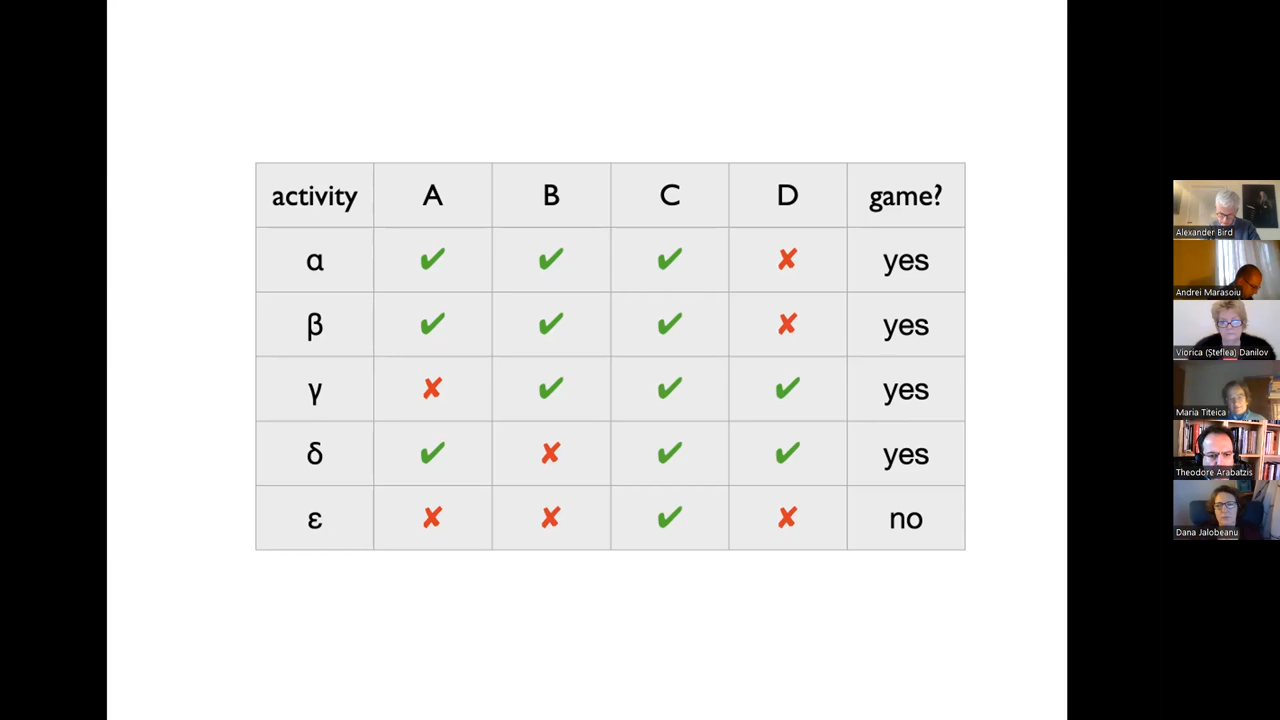 activity A B C D game?
α ✔ ✔ ✔ ✘ yes
β ✔ ✔ ✔ ✘ yes
γ ✘ ✔ ✔ ✔ yes
δ ✔ ✘ ✔ ✔ yes
ε ✘ ✘ ✔ ✘ no
Alexander Bird
Andrei Marasoiu
Viorica (Șteflea) Danilov
Maria Titeica
Theodore Arabatzis
Dana Jalobeanu